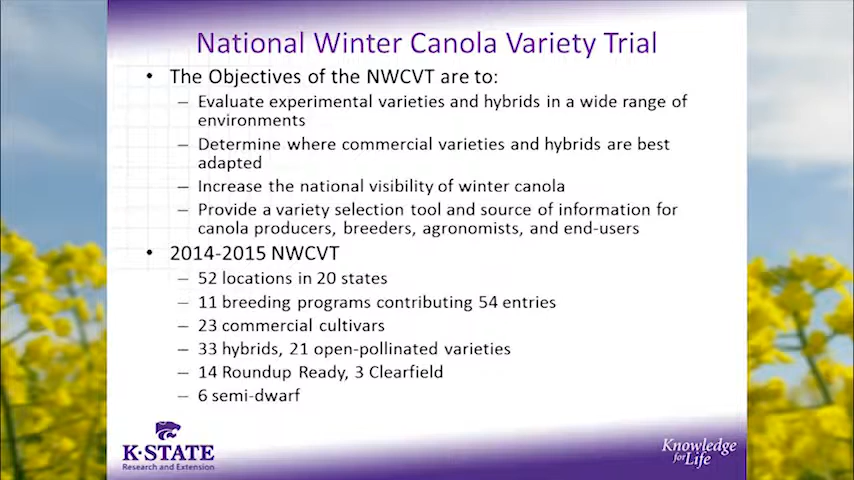 National Winter Canola Variety Trial
• The Objectives of the NWCVT are to:
– Evaluate experimental varieties and hybrids in a wide range of
environments
– Determine where commercial varieties and hybrids are best
adapted
– Increase the national visibility of winter canola
– Provide a variety selection tool and source of information for
canola producers, breeders, agronomists, and end-users
• 2014-2015 NWCVT
– 52 locations in 20 states
– 11 breeding programs contributing 54 entries
– 23 commercial cultivars
– 33 hybrids, 21 open-pollinated varieties
– 14 Roundup Ready, 3 Clearfield
– 6 semi-dwarf
K-STATE
Research and Extension
Knowledge
for Life